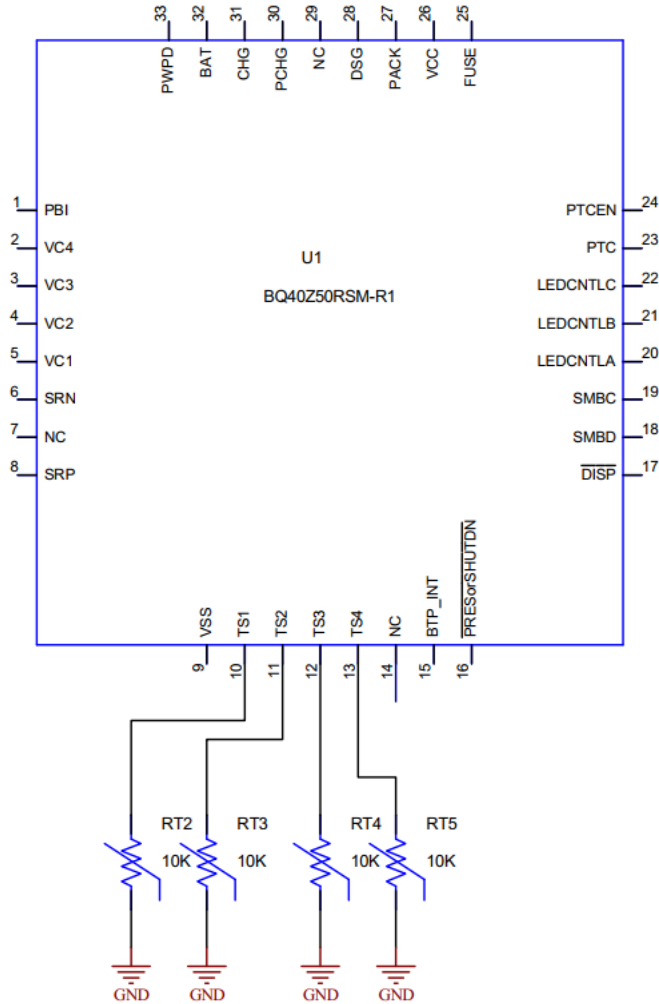 33 32 31 30 29 28 27 26 25
PWPD BAT CHG PCHG NC DSG PACK VCC FUSE
1 PBI PTCEN 24
2 VC4 PTC 23
3 VC3 LEDCNTLC 22
4 VC2 LEDCNTLB 21
5 VC1 LEDCNTLA 20
6 SRN SMBC 19
7 NC SMBD 18
8 SRP DISP 17
U1
BQ40Z50RSM-R1
VSS TS1 TS2 TS3 TS4 NC BTP_INT PRESorSHUTDN
9 10 11 12 13 14 15 16
RT2 RT3 RT4 RT5
10K 10K 10K 10K
GND GND GND GND